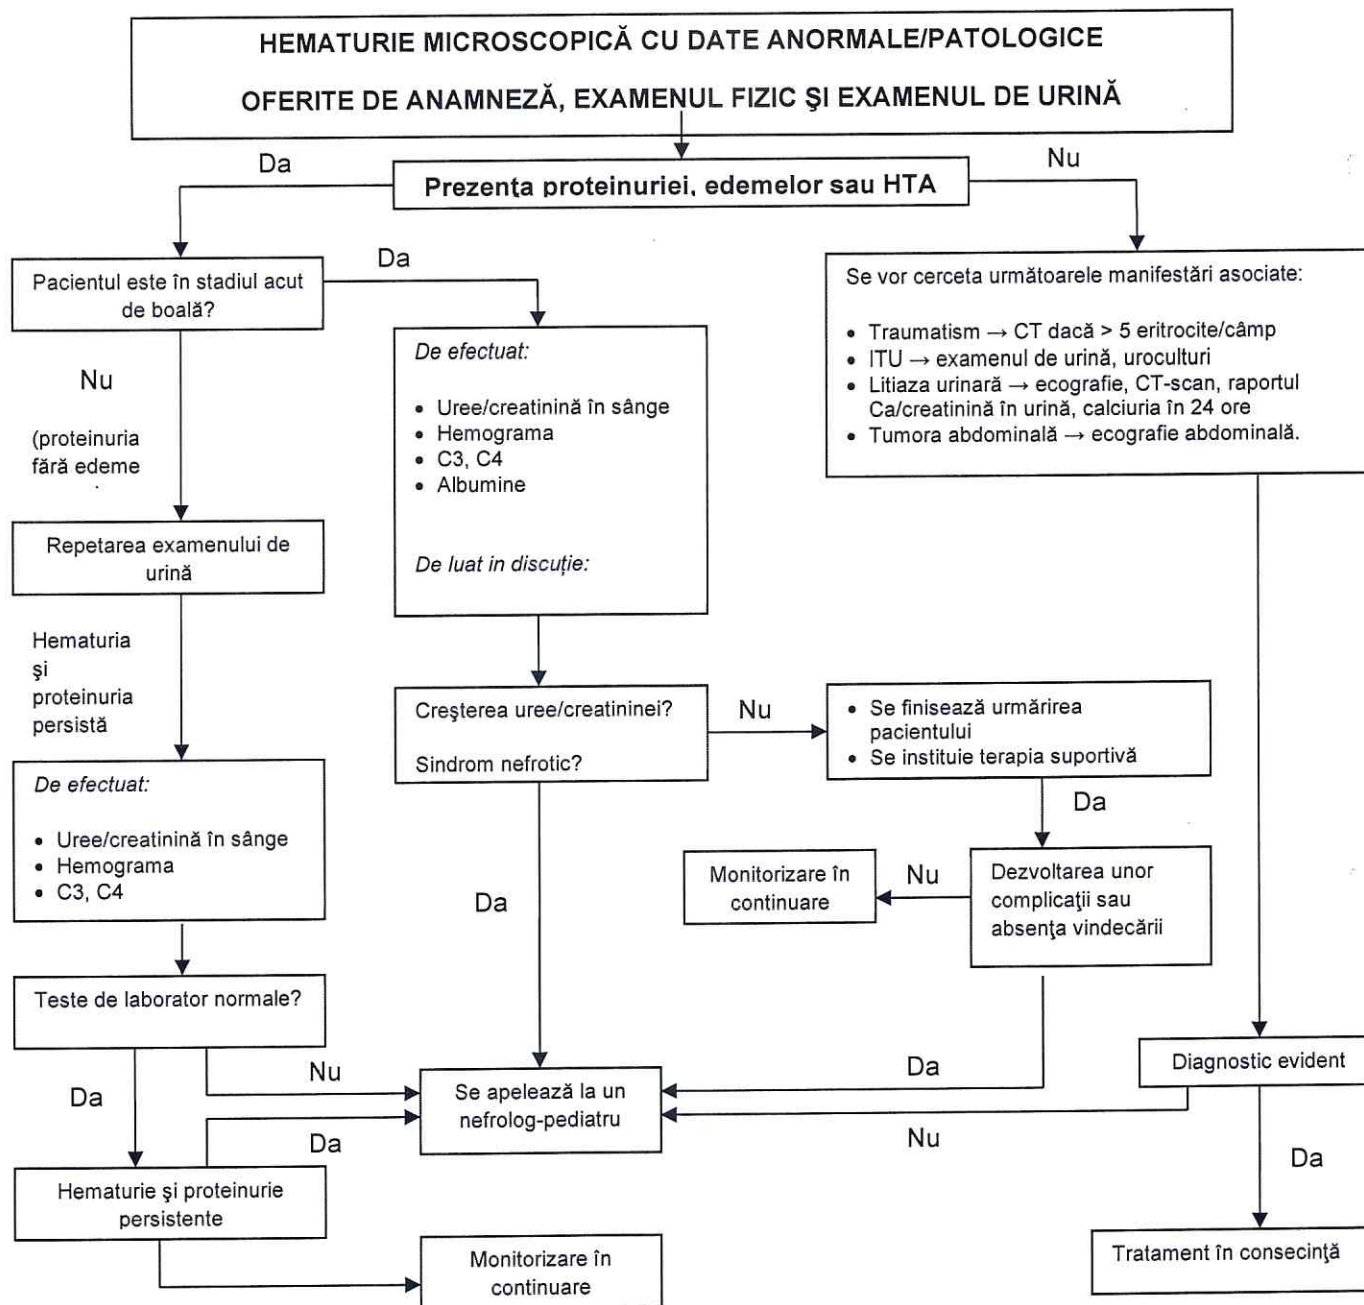 HEMATURIE MICROSCOPICĂ CU DATE ANORMALE/PATOLOGICE
OFERITE DE ANAMNEZĂ, EXAMENUL FIZIC ŞI EXAMENUL DE URINĂ
Da
Nu
Prezenţa proteinuriei, edemelor sau HTA
Pacientul este în stadiul acut
de boală?
Da
Se vor cerceta următoarele manifestări asociate:
• Traumatism → CT dacă > 5 eritrocite/câmp
• ITU → examenul de urină, uroculturi
• Litiaza urinară → ecografie, CT-scan, raportul
Ca/creatinină în urină, calciuria în 24 ore
• Tumora abdominală → ecografie abdominală.
De efectuat:
• Uree/creatinină în sânge
• Hemograma
• C3, C4
• Albumine
De luat in discuție:
Nu
(proteinuria
fără edeme
Repetarea examenului de
urină
Hematuria
şi
proteinuria
persistă
Creşterea uree/creatininei?
Sindrom nefrotic?
Nu
• Se finisează urmărirea
pacientului
• Se instituie terapia suportivă
De efectuat:
• Uree/creatinină în sânge
• Hemograma
• C3, C4
Da
Da
Monitorizare în
continuare
Nu
Dezvoltarea unor
complicaţii sau
absenţa vindecării
Teste de laborator normale?
Nu
Da
Se apelează la un
nefrolog-pediatru
Da
Diagnostic evident
Da
Nu
Da
Hematurie şi proteinurie
persistente
Monitorizare în
continuare
Tratament în consecinţă